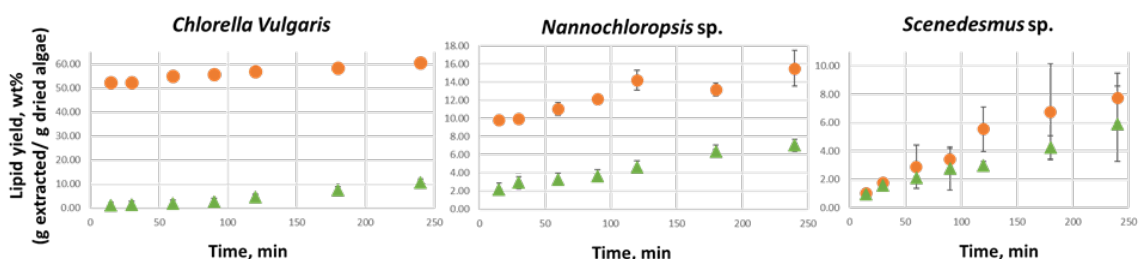 Chlorella Vulgaris
Nannochloropsis sp.
Scenedesmus sp.
Lipid yield, wt%
(g extracted/ g dried algae)
60.00
50.00
40.00
30.00
20.00
10.00
0.00
0 50 100 150 200 250
Time, min
18.00
16.00
14.00
12.00
10.00
8.00
6.00
4.00
2.00
0.00
0 50 100 150 200 250
Time, min
10.00
8.00
6.00
4.00
2.00
0.00
0 50 100 150 200 250
Time, min